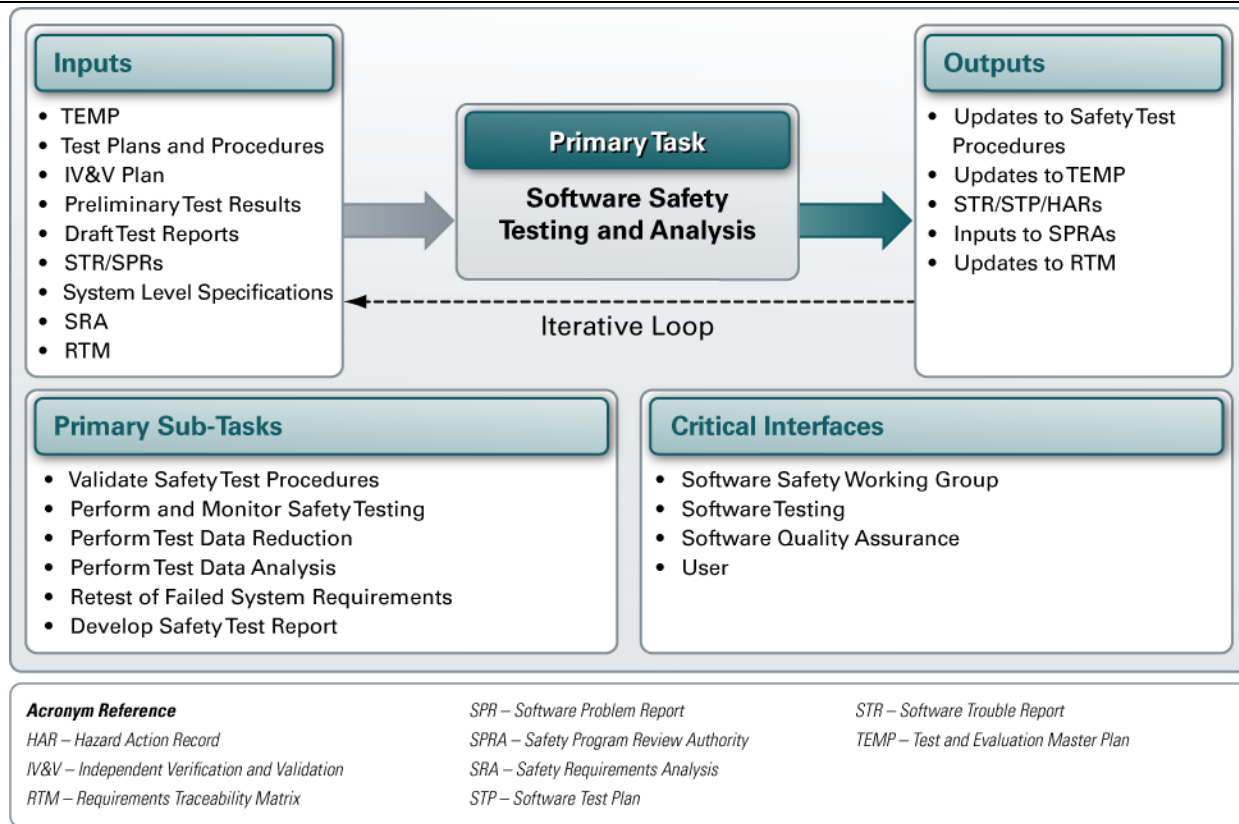 Inputs
• TEMP
• Test Plans and Procedures
• IV&V Plan
• Preliminary Test Results
• Draft Test Reports
• STR/SPRs
• System Level Specifications
• SRA
• RTM
Primary Task
Software Safety
Testing and Analysis
Iterative Loop
Outputs
• Updates to Safety Test
Procedures
• Updates to TEMP
• STR/STP/HARs
• Inputs to SPRAs
• Updates to RTM
Primary Sub-Tasks
• Validate Safety Test Procedures
• Perform and Monitor Safety Testing
• Perform Test Data Reduction
• Perform Test Data Analysis
• Retest of Failed System Requirements
• Develop Safety Test Report
Critical Interfaces
• Software Safety Working Group
• Software Testing
• Software Quality Assurance
• User
Acronym Reference
HAR – Hazard Action Record
IV&V – Independent Verification and Validation
RTM – Requirements Traceability Matrix
SPR – Software Problem Report
SPRA – Safety Program Review Authority
SRA – Safety Requirements Analysis
STP – Software Test Plan
STR – Software Trouble Report
TEMP – Test and Evaluation Master Plan